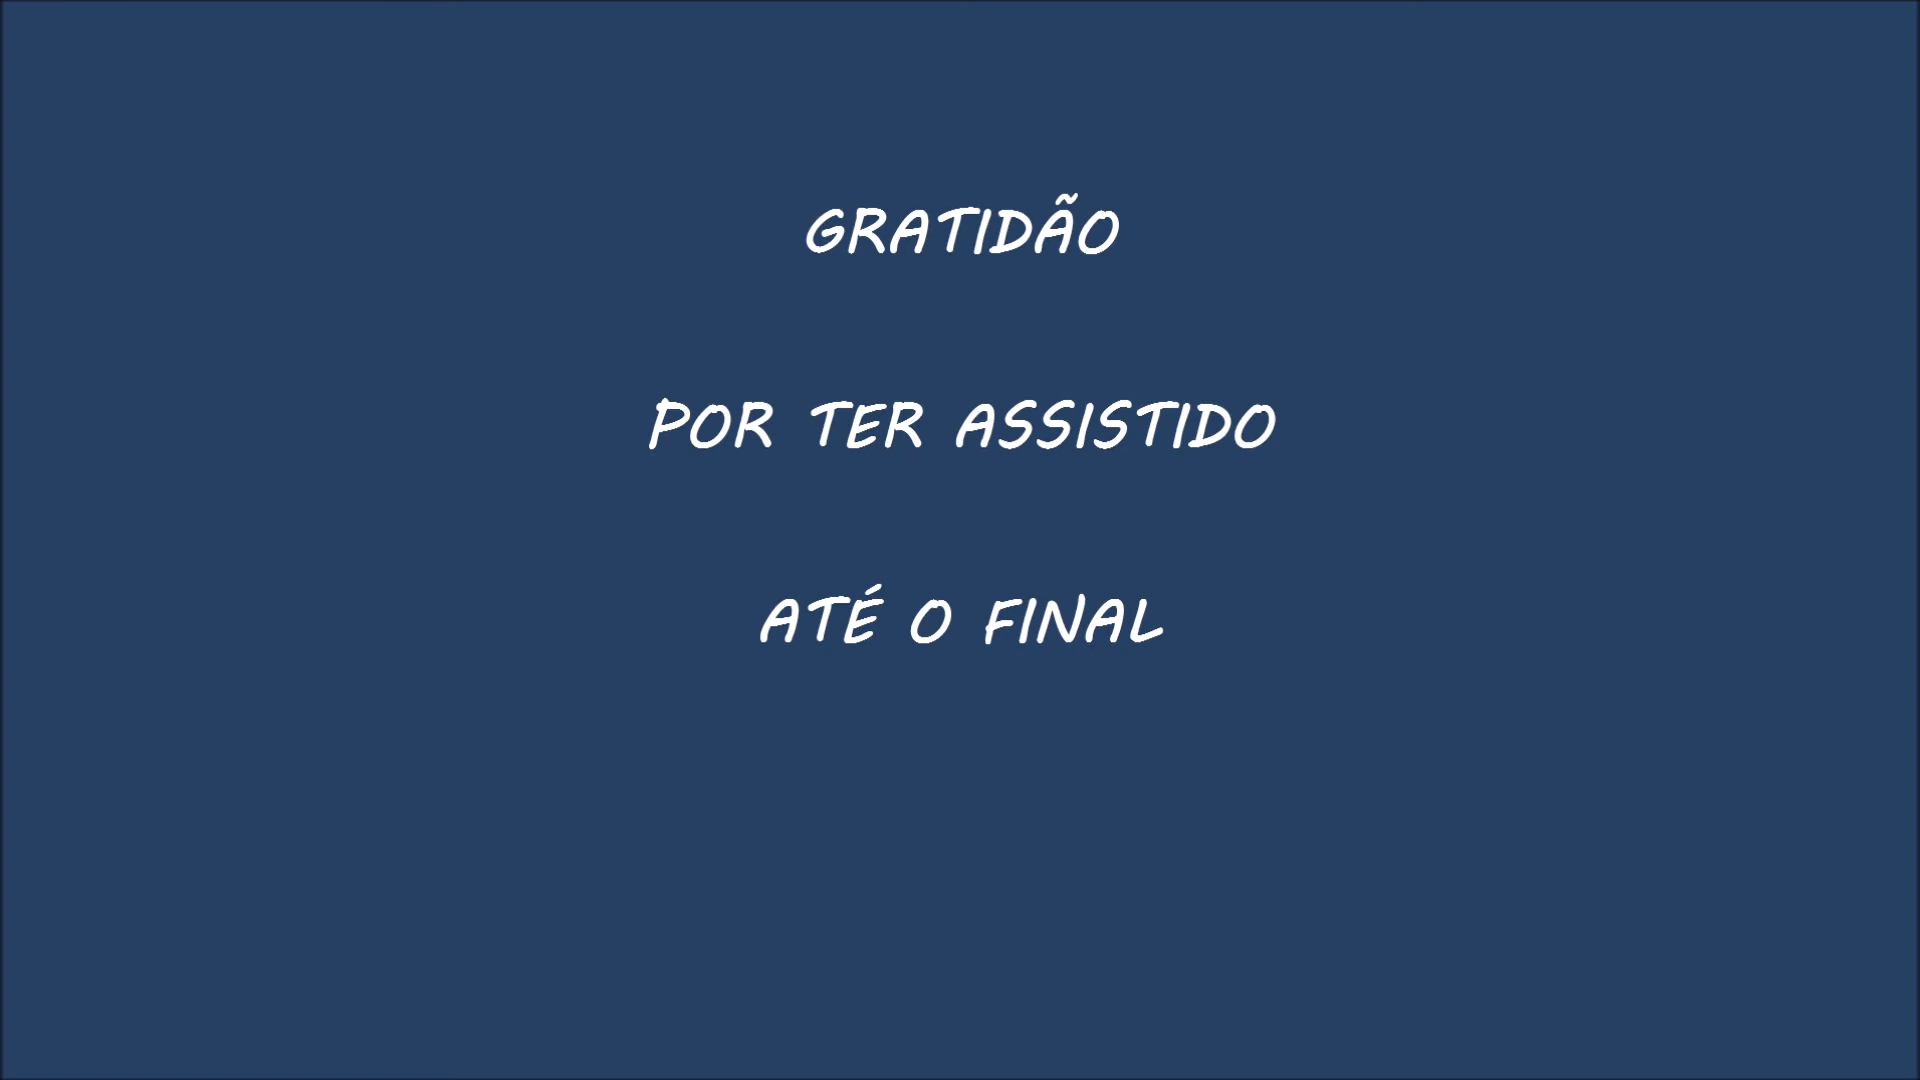 GRATIDÃO
POR TER ASSISTIDO
ATÉ O FINAL